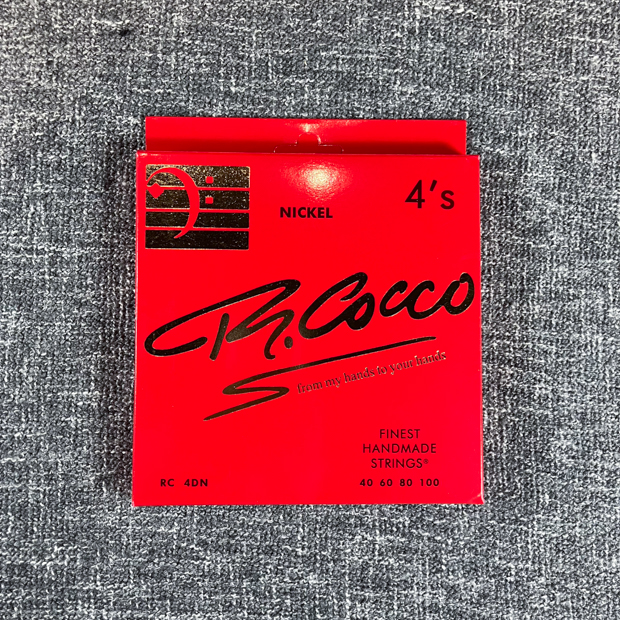 NICKEL
4's
R. Cocco
from my hands to your hands
FINEST
HANDMADE
STRINGS®
RC 4DN
40 60 80 100